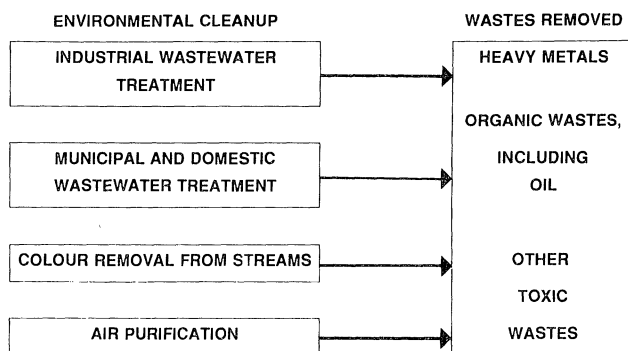 ENVIRONMENTAL CLEANUP
INDUSTRIAL WASTEWATER
TREATMENT
MUNICIPAL AND DOMESTIC
WASTEWATER TREATMENT
COLOUR REMOVAL FROM STREAMS
AIR PURIFICATION
WASTES REMOVED
HEAVY METALS
ORGANIC WASTES,
INCLUDING
OIL
OTHER
TOXIC
WASTES